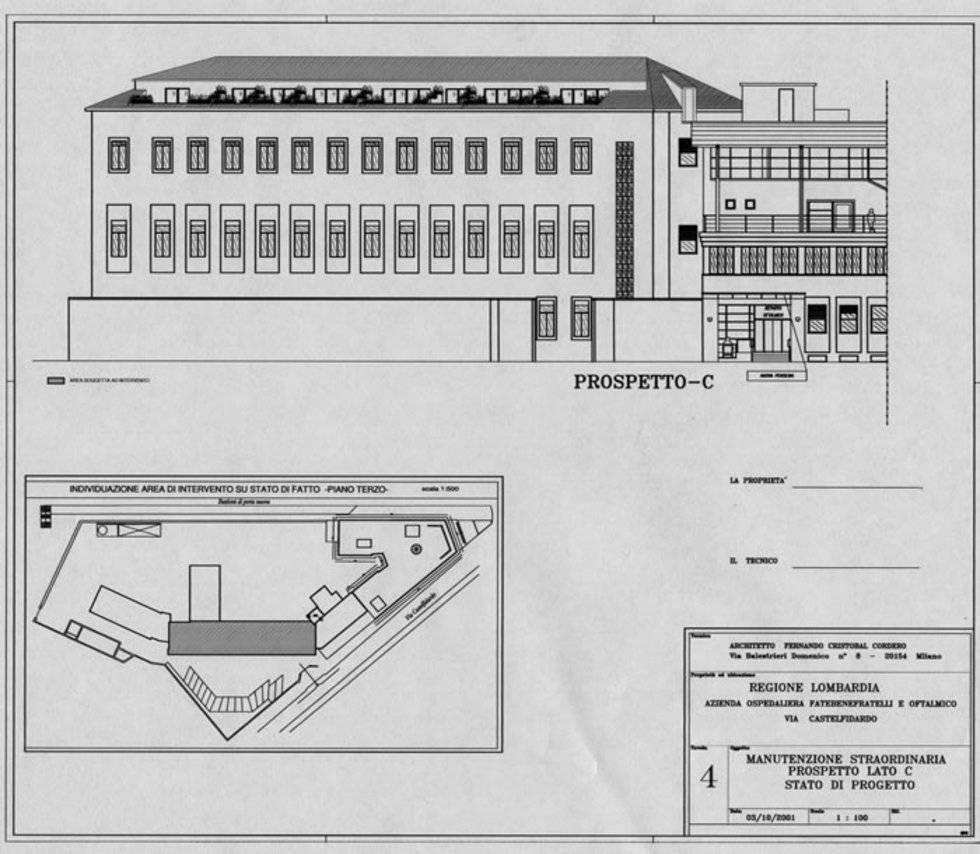 AREA SOGGETTA AD INTERVENTO
PROSPETTO-C
INDIVIDUAZIONE AREA DI INTERVENTO SU STATO DI FATTO -PIANO TERZO- scala 1:500
Bastioni di porta nuova
Via Castelfidardo
LA PROPRIETA'
IL TECNICO
Tecnico
ARCHITETTO FERNANDO CRISTOBAL CORDERO
Via Balestrieri Domenico n° 8 - 20154 Milano
Proprietà ed ubicazione
REGIONE LOMBARDIA
AZIENDA OSPEDALIERA FATEBENEFRATELLI E OFTALMICO
VIA CASTELFIDARDO
Tavola
Oggetto
4
MANUTENZIONE STRAORDINARIA
PROSPETTO LATO C
STATO DI PROGETTO
Data
03/10/2001
Scala
1 : 100